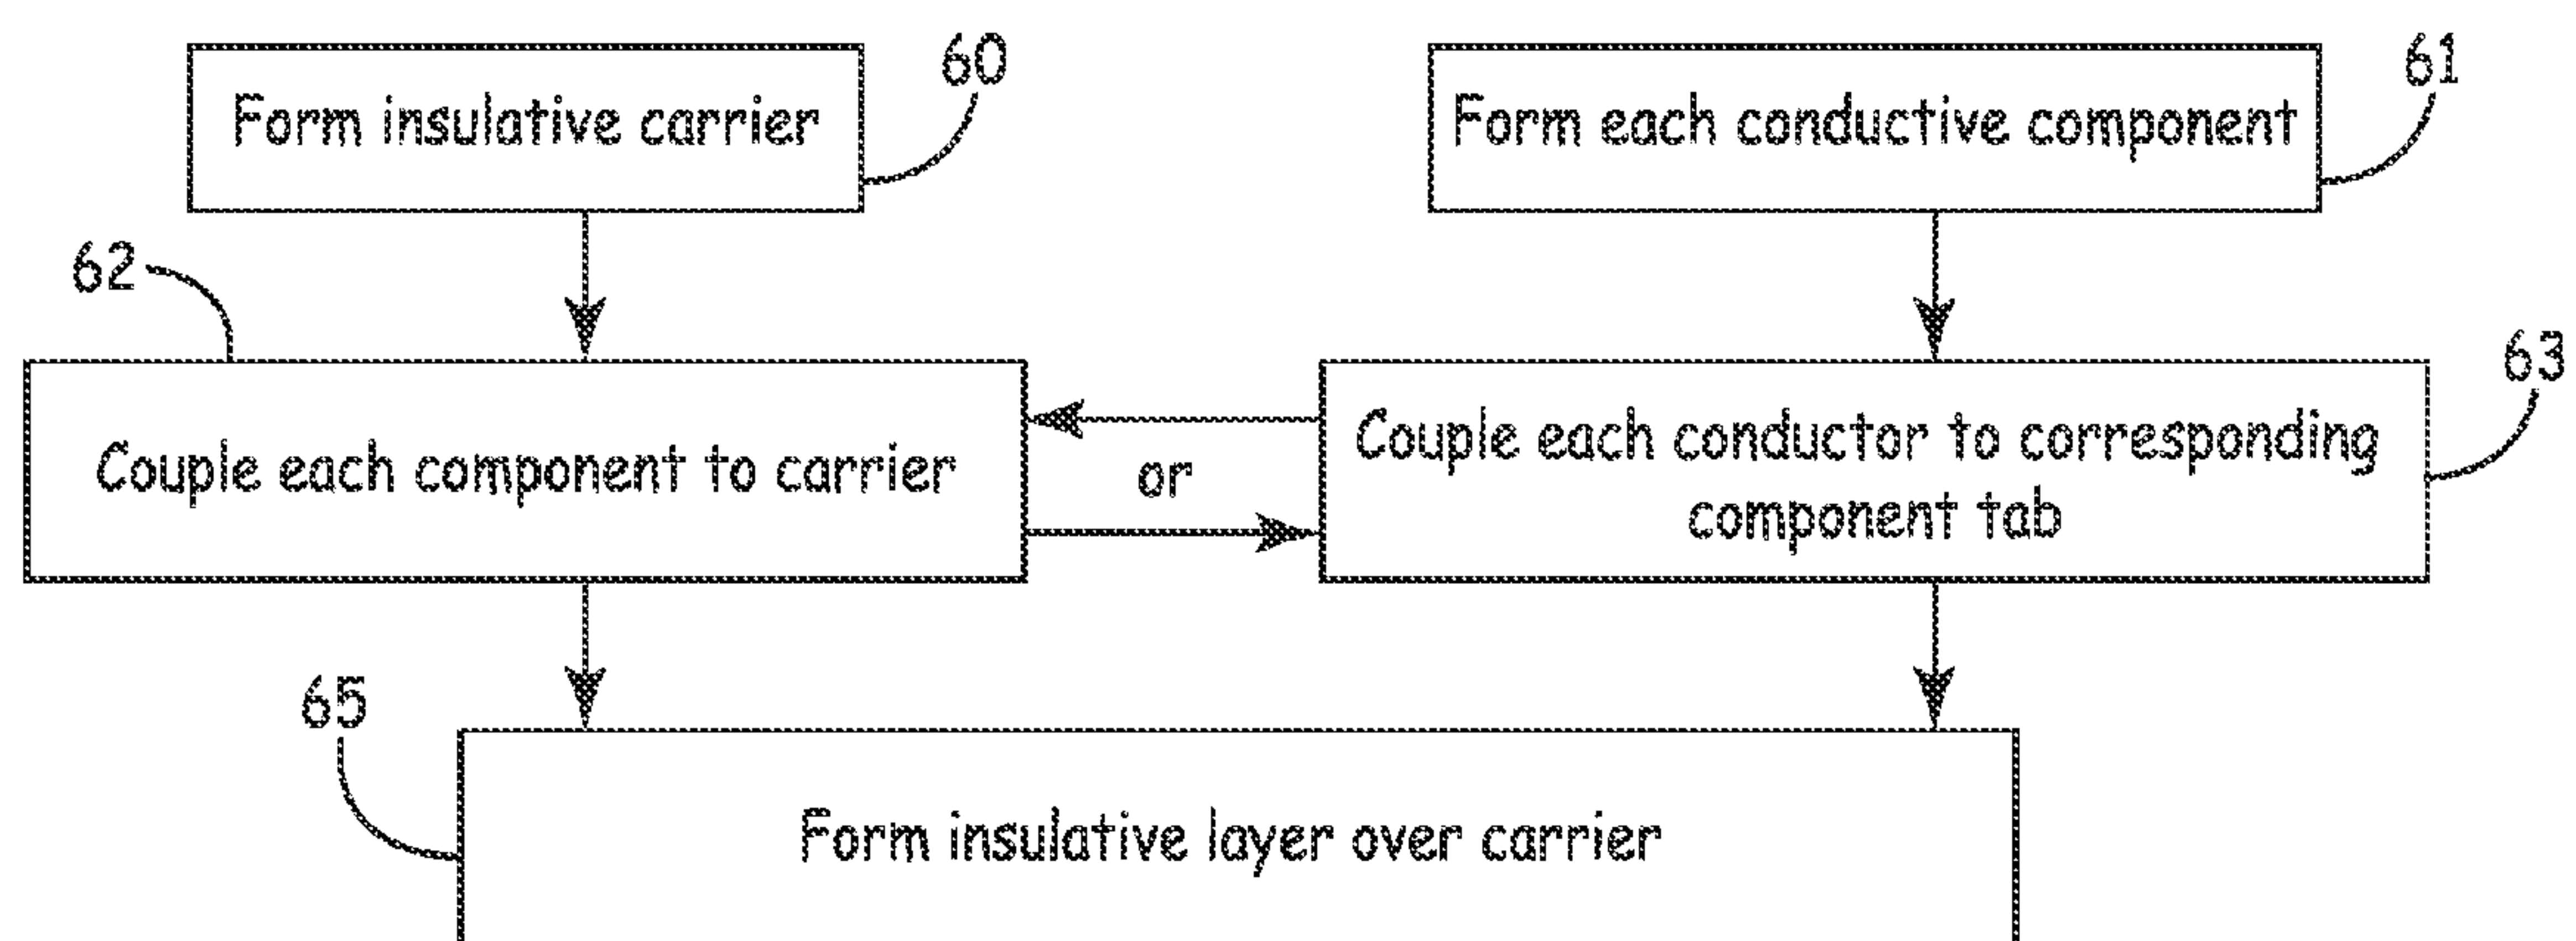 60
61
Form insulative carrier
Form each conductive component
62
63
Couple each component to carrier
or
Couple each conductor to corresponding
component tab
65
Form insulative layer over carrier